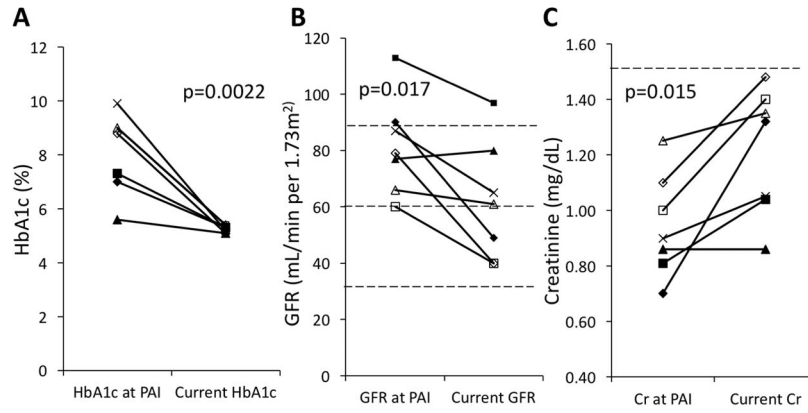 A
12
10
8
6
4
2
0
HbA1c (%)
p=0.0022
HbA1c at PAI Current HbA1c
B
120
100
80
60
40
20
0
GFR (mL/min per 1.73m²)
p=0.017
GFR at PAI Current GFR
C
1.60
1.40
1.20
1.00
0.80
0.60
0.40
Creatinine (mg/dL)
p=0.015
Cr at PAI Current Cr